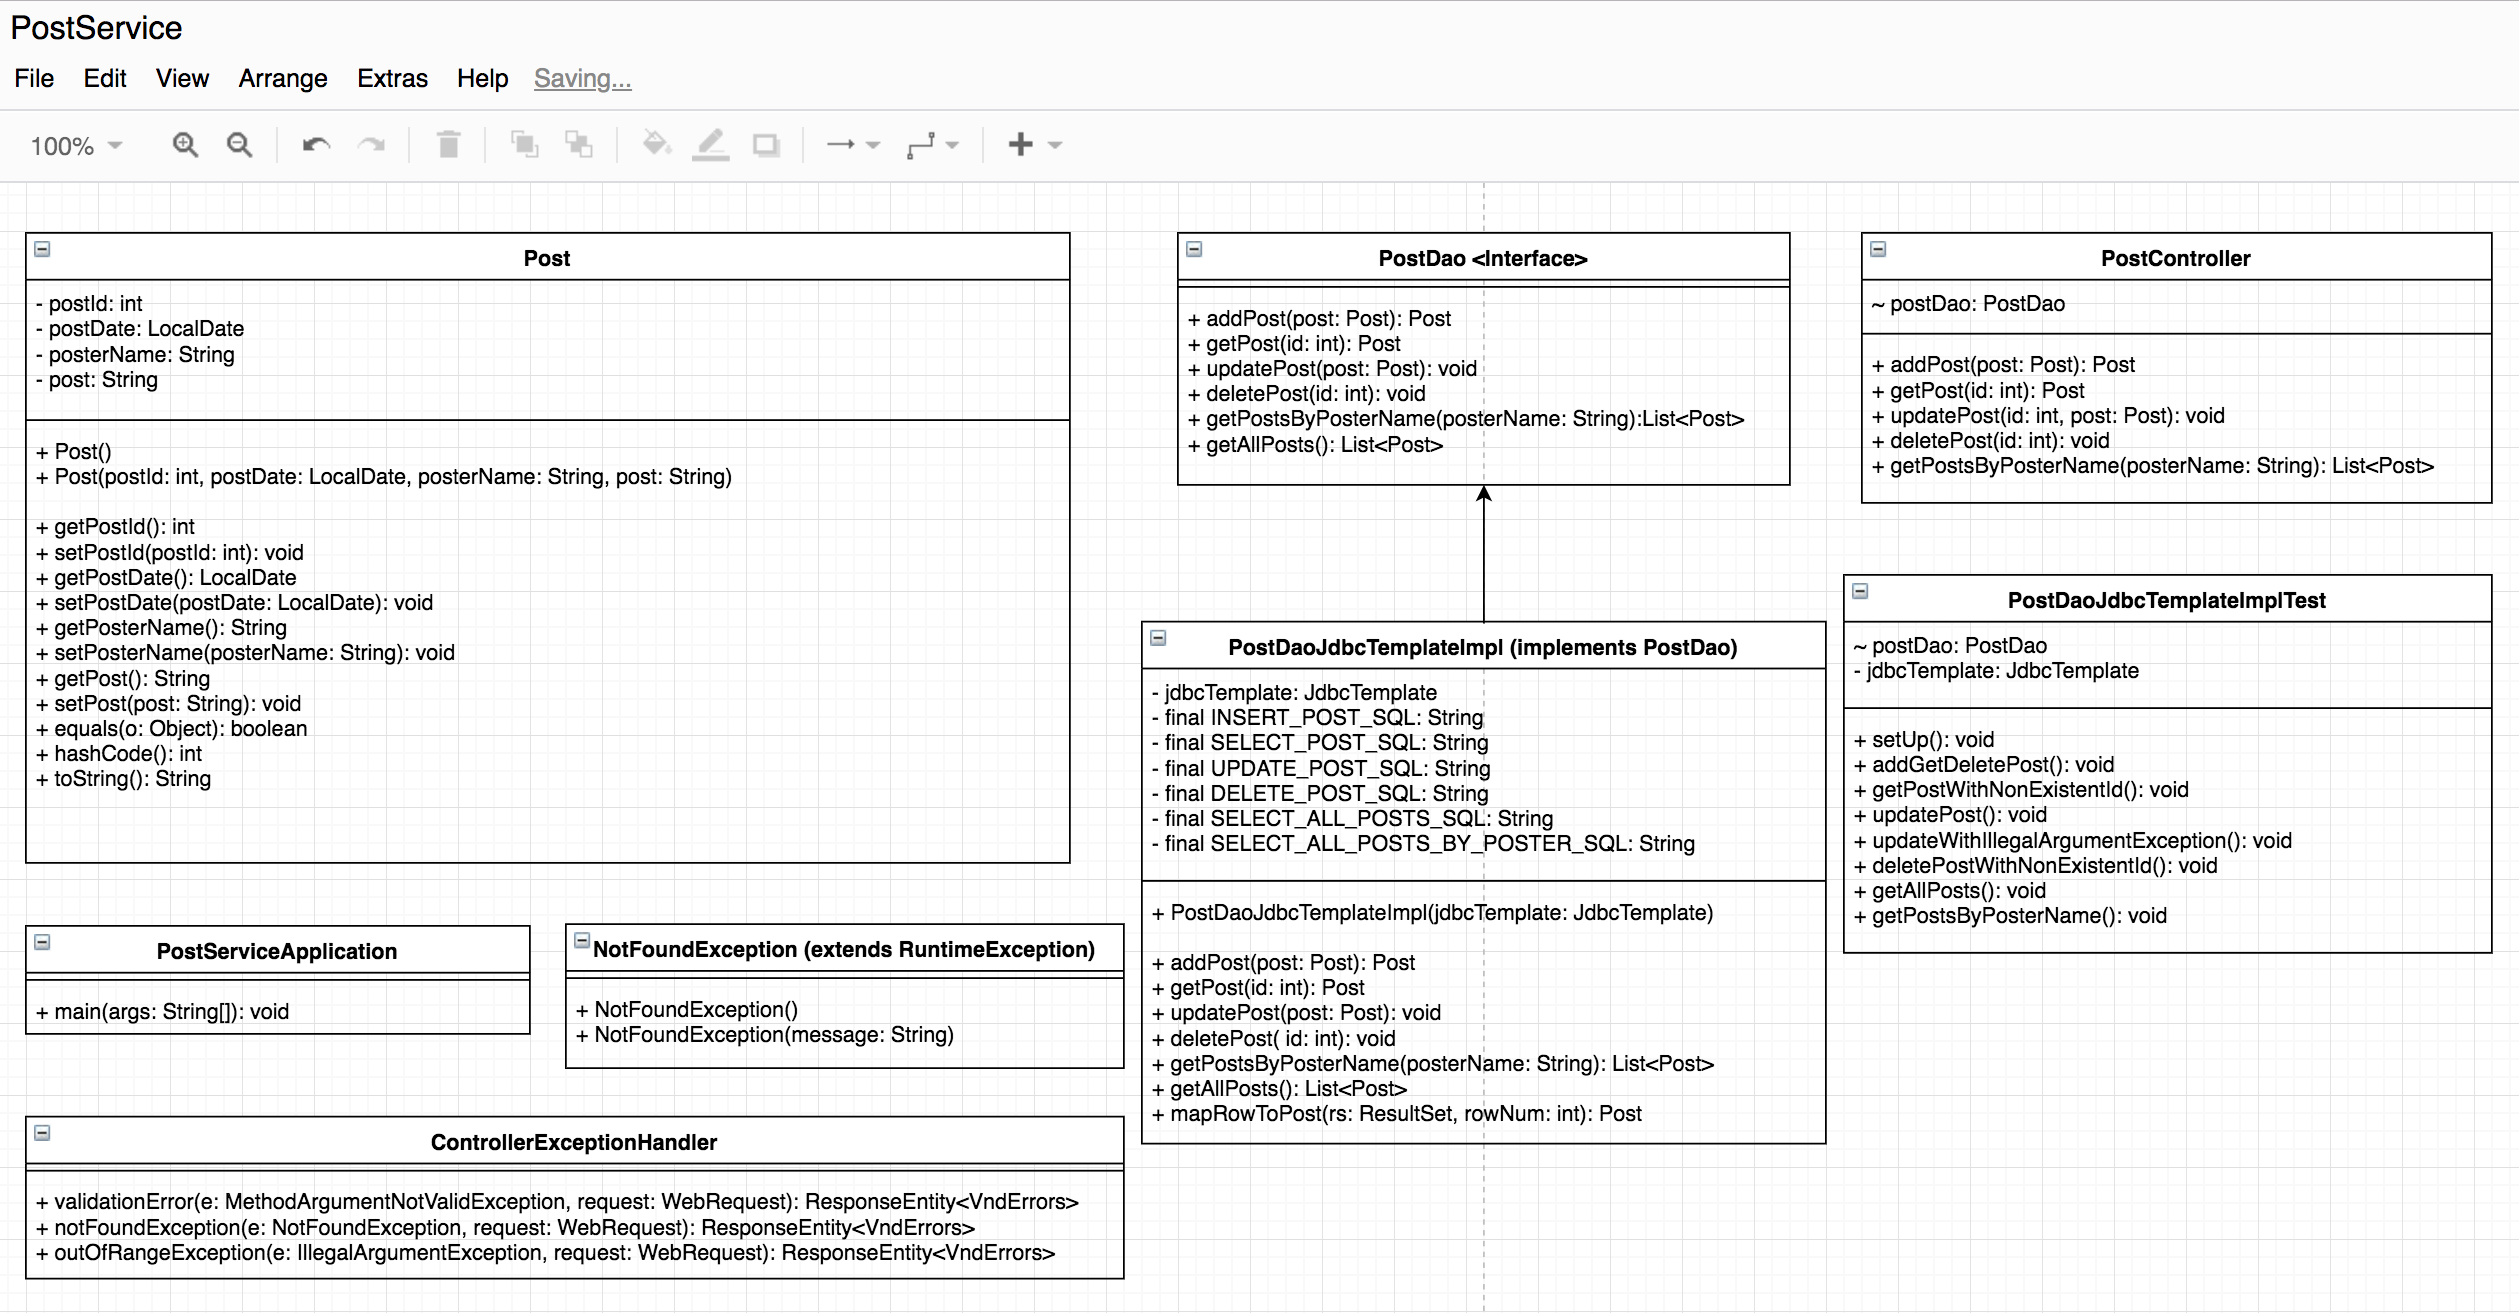 PostService
File Edit View Arrange Extras Help Saving...
100%
Post
- postId: int
- postDate: LocalDate
- posterName: String
- post: String
+ Post()
+ Post(postId: int, postDate: LocalDate, posterName: String, post: String)
+ getPostId(): int
+ setPostId(postId: int): void
+ getPostDate(): LocalDate
+ setPostDate(postDate: LocalDate): void
+ getPosterName(): String
+ setPosterName(posterName: String): void
+ getPost(): String
+ setPost(post: String): void
+ equals(o: Object): boolean
+ hashCode(): int
+ toString(): String
PostDao <Interface>
+ addPost(post: Post): Post
+ getPost(id: int): Post
+ updatePost(post: Post): void
+ deletePost(id: int): void
+ getPostsByPosterName(posterName: String):List<Post>
+ getAllPosts(): List<Post>
PostController
~ postDao: PostDao
+ addPost(post: Post): Post
+ getPost(id: int): Post
+ updatePost(id: int, post: Post): void
+ deletePost(id: int): void
+ getPostsByPosterName(posterName: String): List<Post>
PostDaoJdbcTemplateImpl (implements PostDao)
- jdbcTemplate: JdbcTemplate
- final INSERT_POST_SQL: String
- final SELECT_POST_SQL: String
- final UPDATE_POST_SQL: String
- final DELETE_POST_SQL: String
- final SELECT_ALL_POSTS_SQL: String
- final SELECT_ALL_POSTS_BY_POSTER_SQL: String
+ PostDaoJdbcTemplateImpl(jdbcTemplate: JdbcTemplate)
+ addPost(post: Post): Post
+ getPost(id: int): Post
+ updatePost(post: Post): void
+ deletePost( id: int): void
+ getPostsByPosterName(posterName: String): List<Post>
+ getAllPosts(): List<Post>
+ mapRowToPost(rs: ResultSet, rowNum: int): Post
PostDaoJdbcTemplateImplTest
~ postDao: PostDao
- jdbcTemplate: JdbcTemplate
+ setUp(): void
+ addGetDeletePost(): void
+ getPostWithNonExistentId(): void
+ updatePost(): void
+ updateWithIllegalArgumentException(): void
+ deletePostWithNonExistentId(): void
+ getAllPosts(): void
+ getPostsByPosterName(): void
PostServiceApplication
+ main(args: String[]): void
NotFoundException (extends RuntimeException)
+ NotFoundException()
+ NotFoundException(message: String)
ControllerExceptionHandler
+ validationError(e: MethodArgumentNotValidException, request: WebRequest): ResponseEntity<VndErrors>
+ notFoundException(e: NotFoundException, request: WebRequest): ResponseEntity<VndErrors>
+ outOfRangeException(e: IllegalArgumentException, request: WebRequest): ResponseEntity<VndErrors>